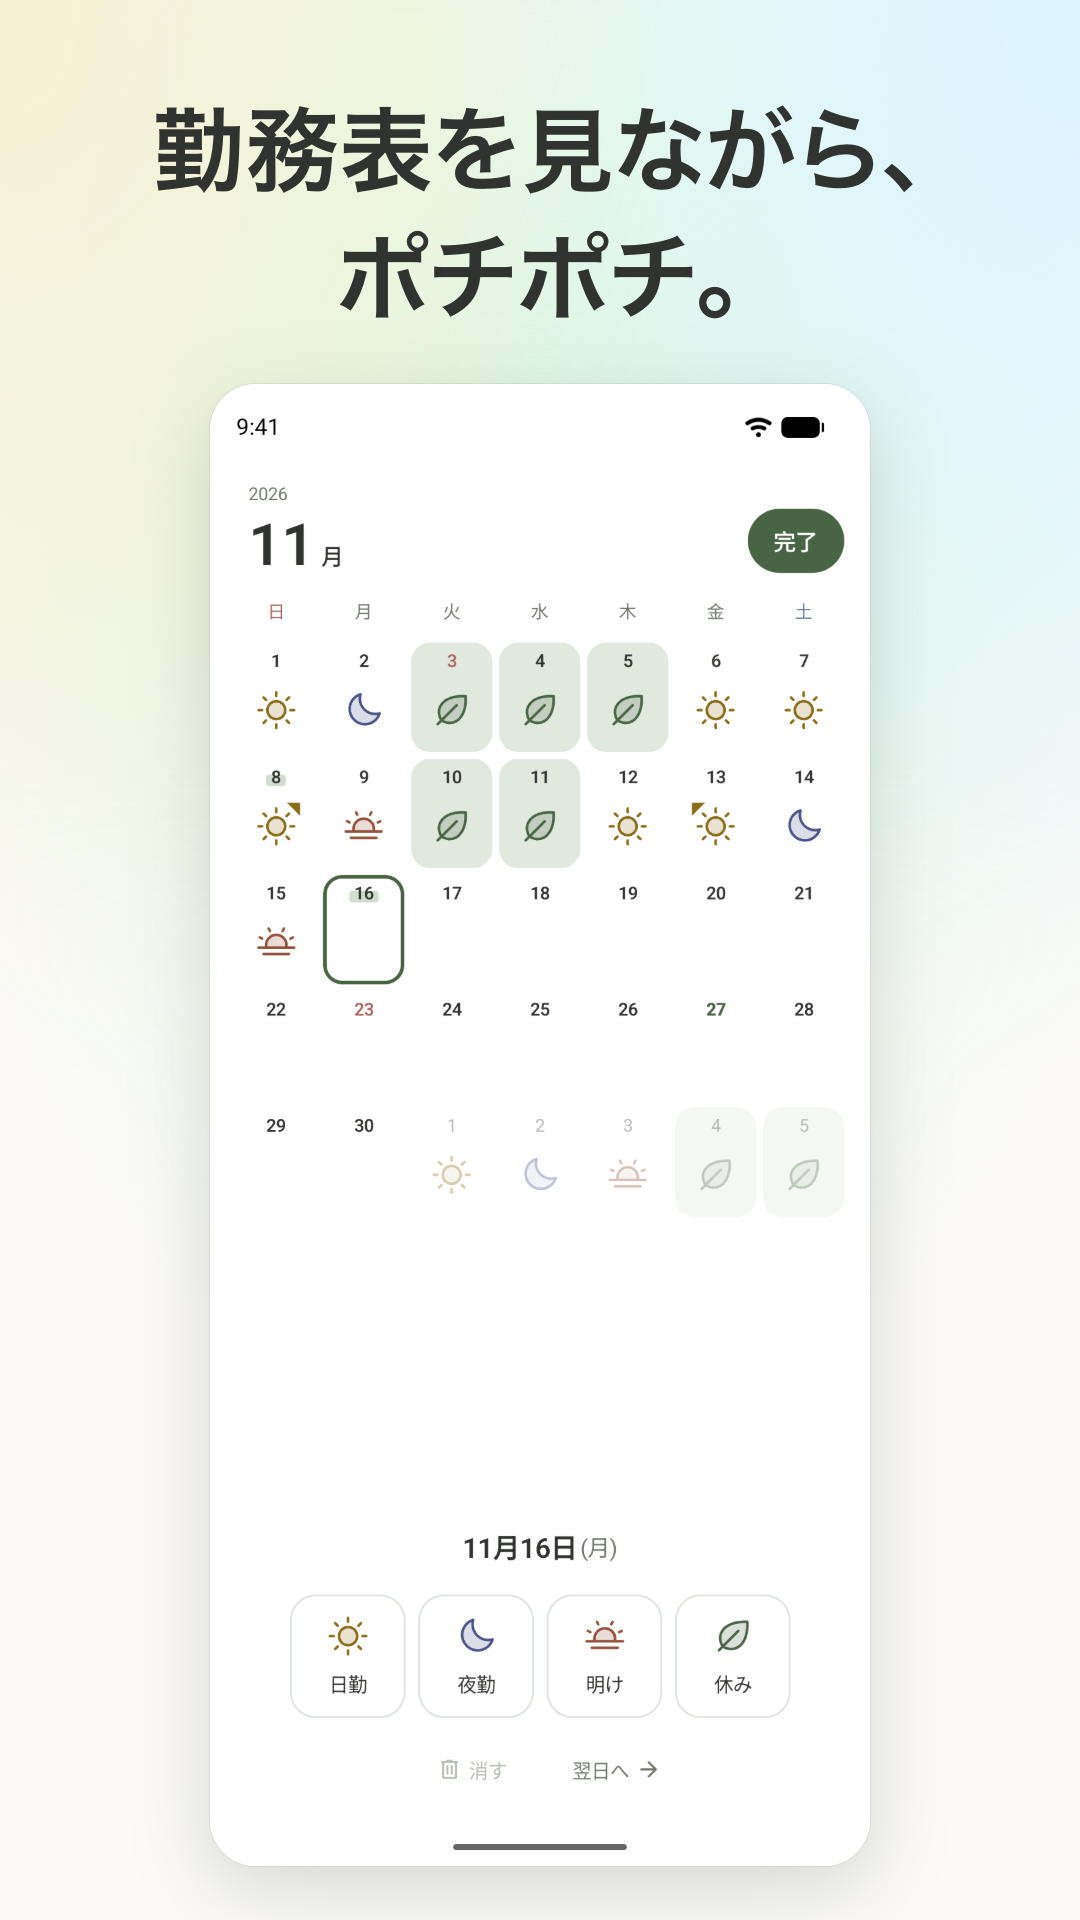 勤務表を見ながら、
ポチポチ。
9:41
2026
11月
完了
日 月 火 水 木 金 土
1 2 3 4 5 6 7
8 9 10 11 12 13 14
15 16 17 18 19 20 21
22 23 24 25 26 27 28
29 30 1 2 3 4 5
11月16日(月)
日勤 夜勤 明け 休み
消す 翌日へ